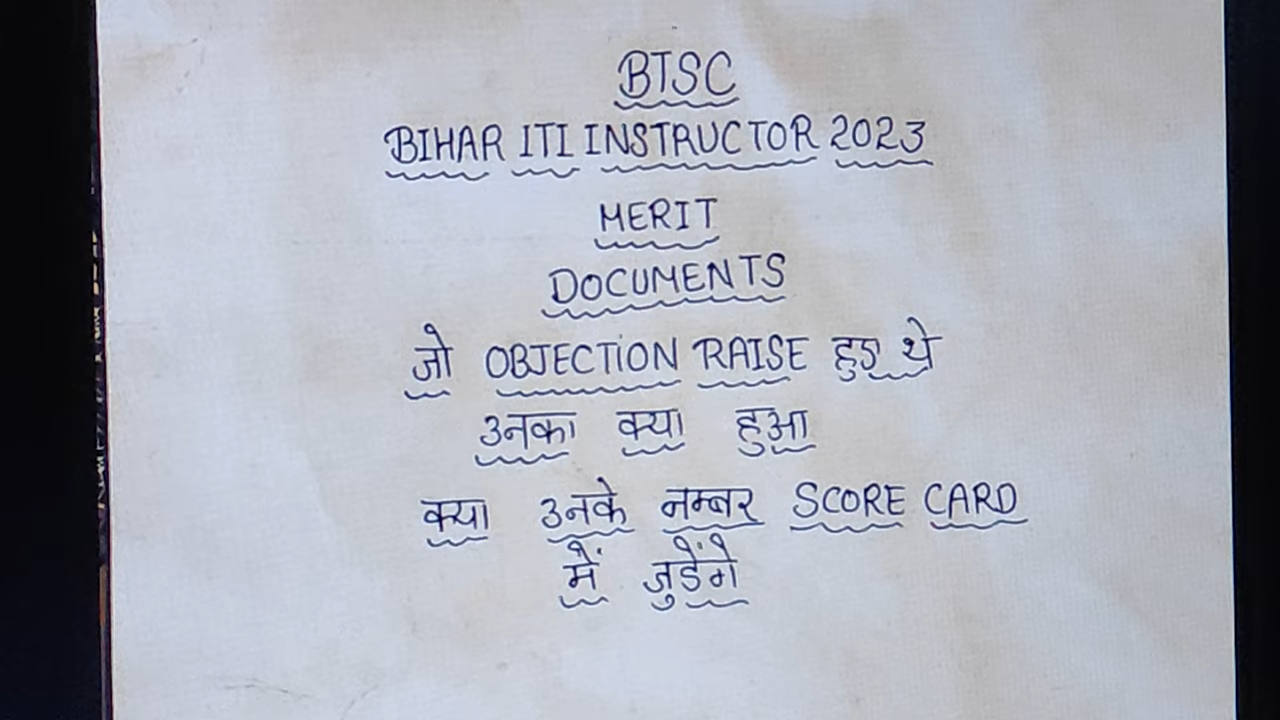 BTSC
BIHAR ITI INSTRUCTOR 2023
MERIT
DOCUMENTS
जो OBJECTION RAISE हुए थे
उनका क्या हुआ
क्या उनके नम्बर SCORE CARD
में जुडेंगे